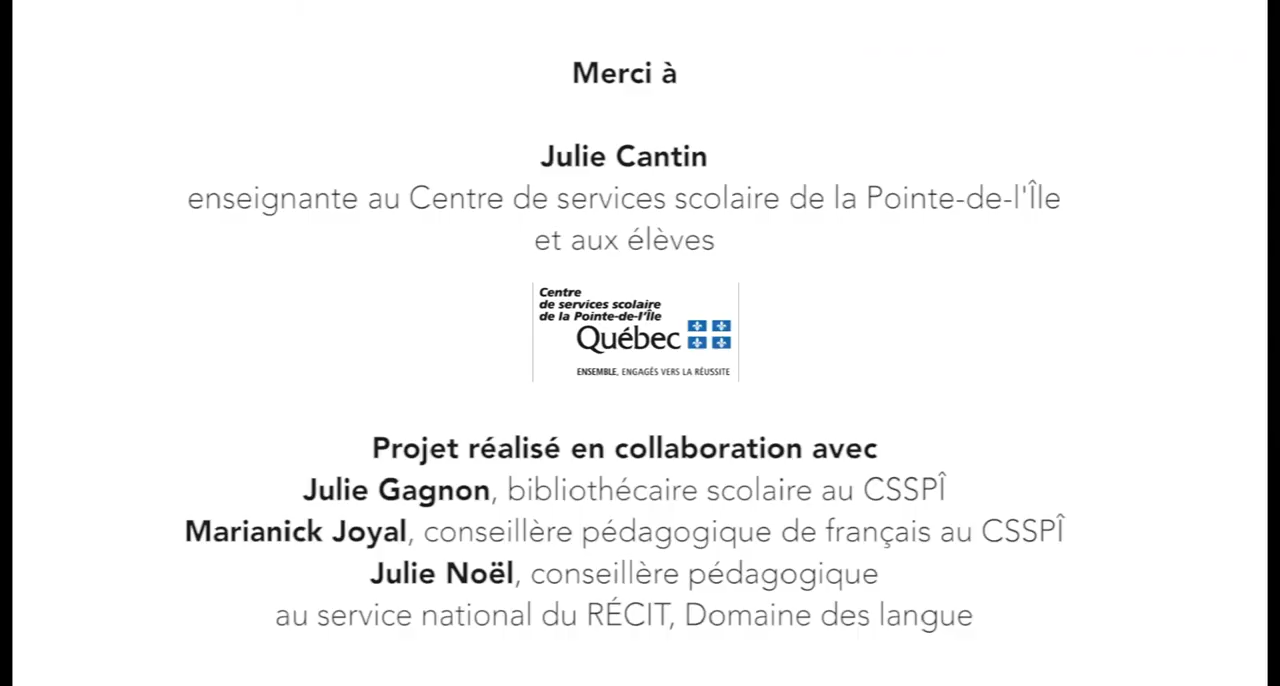 Merci à
Julie Cantin
enseignante au Centre de services scolaire de la Pointe-de-l'Île
et aux élèves
Centre
de services scolaire
de la Pointe-de-l'Île
Québec
ENSEMBLE, ENGAGÉS VERS LA RÉUSSITE
Projet réalisé en collaboration avec
Julie Gagnon, bibliothécaire scolaire au CSSPÎ
Marianick Joyal, conseillère pédagogique de français au CSSPÎ
Julie Noël, conseillère pédagogique
au service national du RÉCIT, Domaine des langue